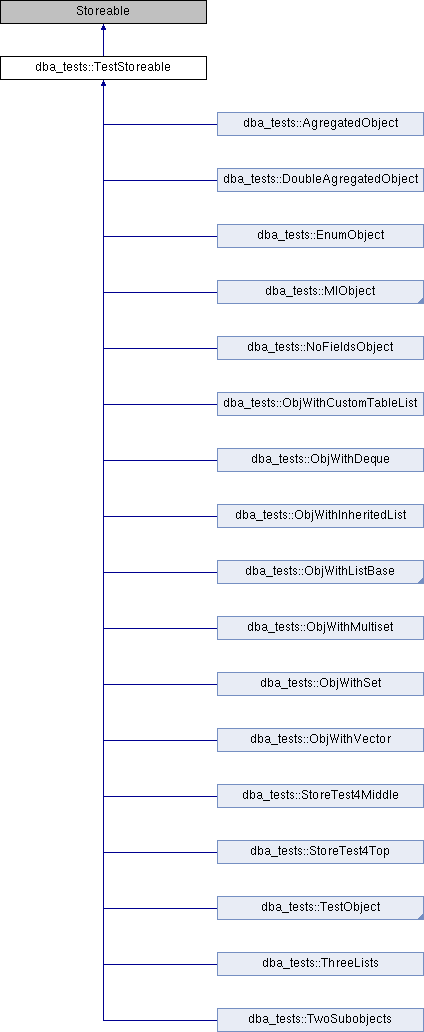 Storeable
dba_tests::TestStoreable
dba_tests::AgregatedObject
dba_tests::DoubleAgregatedObject
dba_tests::EnumObject
dba_tests::MIObject
dba_tests::NoFieldsObject
dba_tests::ObjWithCustomTableList
dba_tests::ObjWithDeque
dba_tests::ObjWithInheritedList
dba_tests::ObjWithListBase
dba_tests::ObjWithMultiset
dba_tests::ObjWithSet
dba_tests::ObjWithVector
dba_tests::StoreTest4Middle
dba_tests::StoreTest4Top
dba_tests::TestObject
dba_tests::ThreeLists
dba_tests::TwoSubobjects